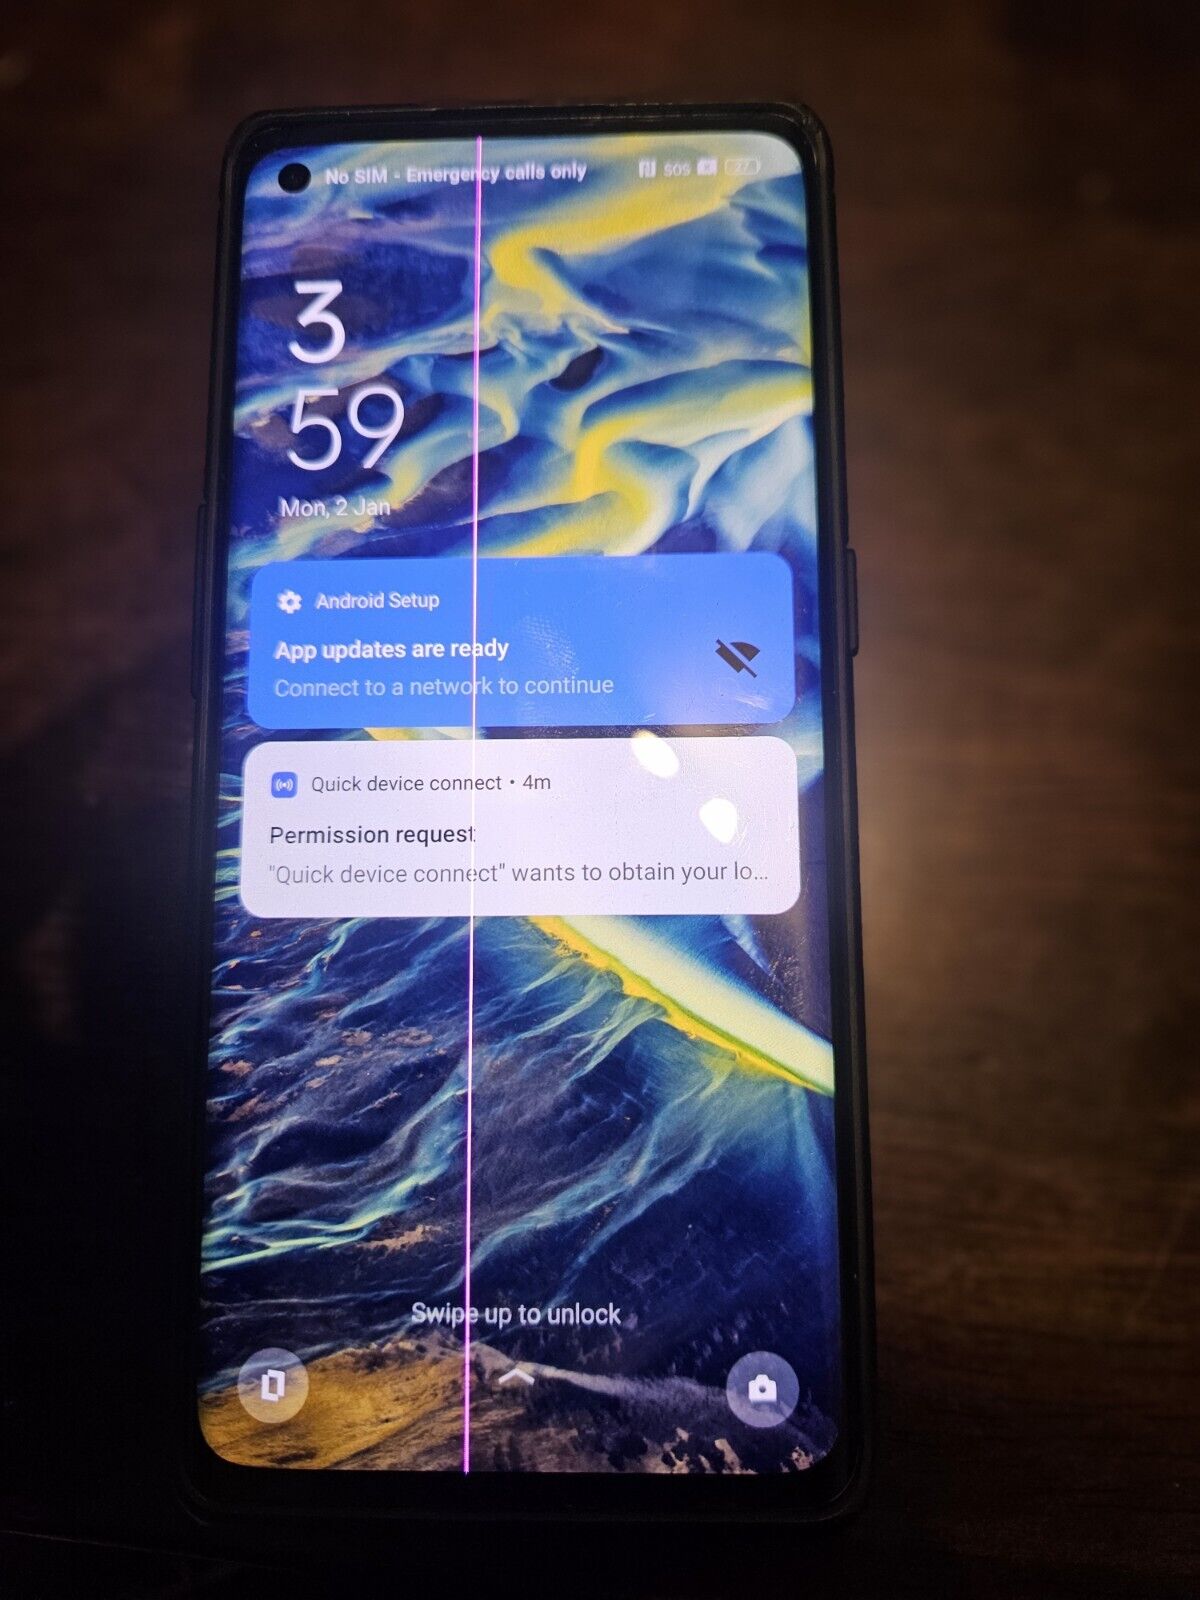 No SIM - Emergency calls only SOS 27
3
59
Mon, 2 Jan
Android Setup
App updates are ready
Connect to a network to continue
Quick device connect • 4m
Permission request
"Quick device connect" wants to obtain your lo...
Swipe up to unlock